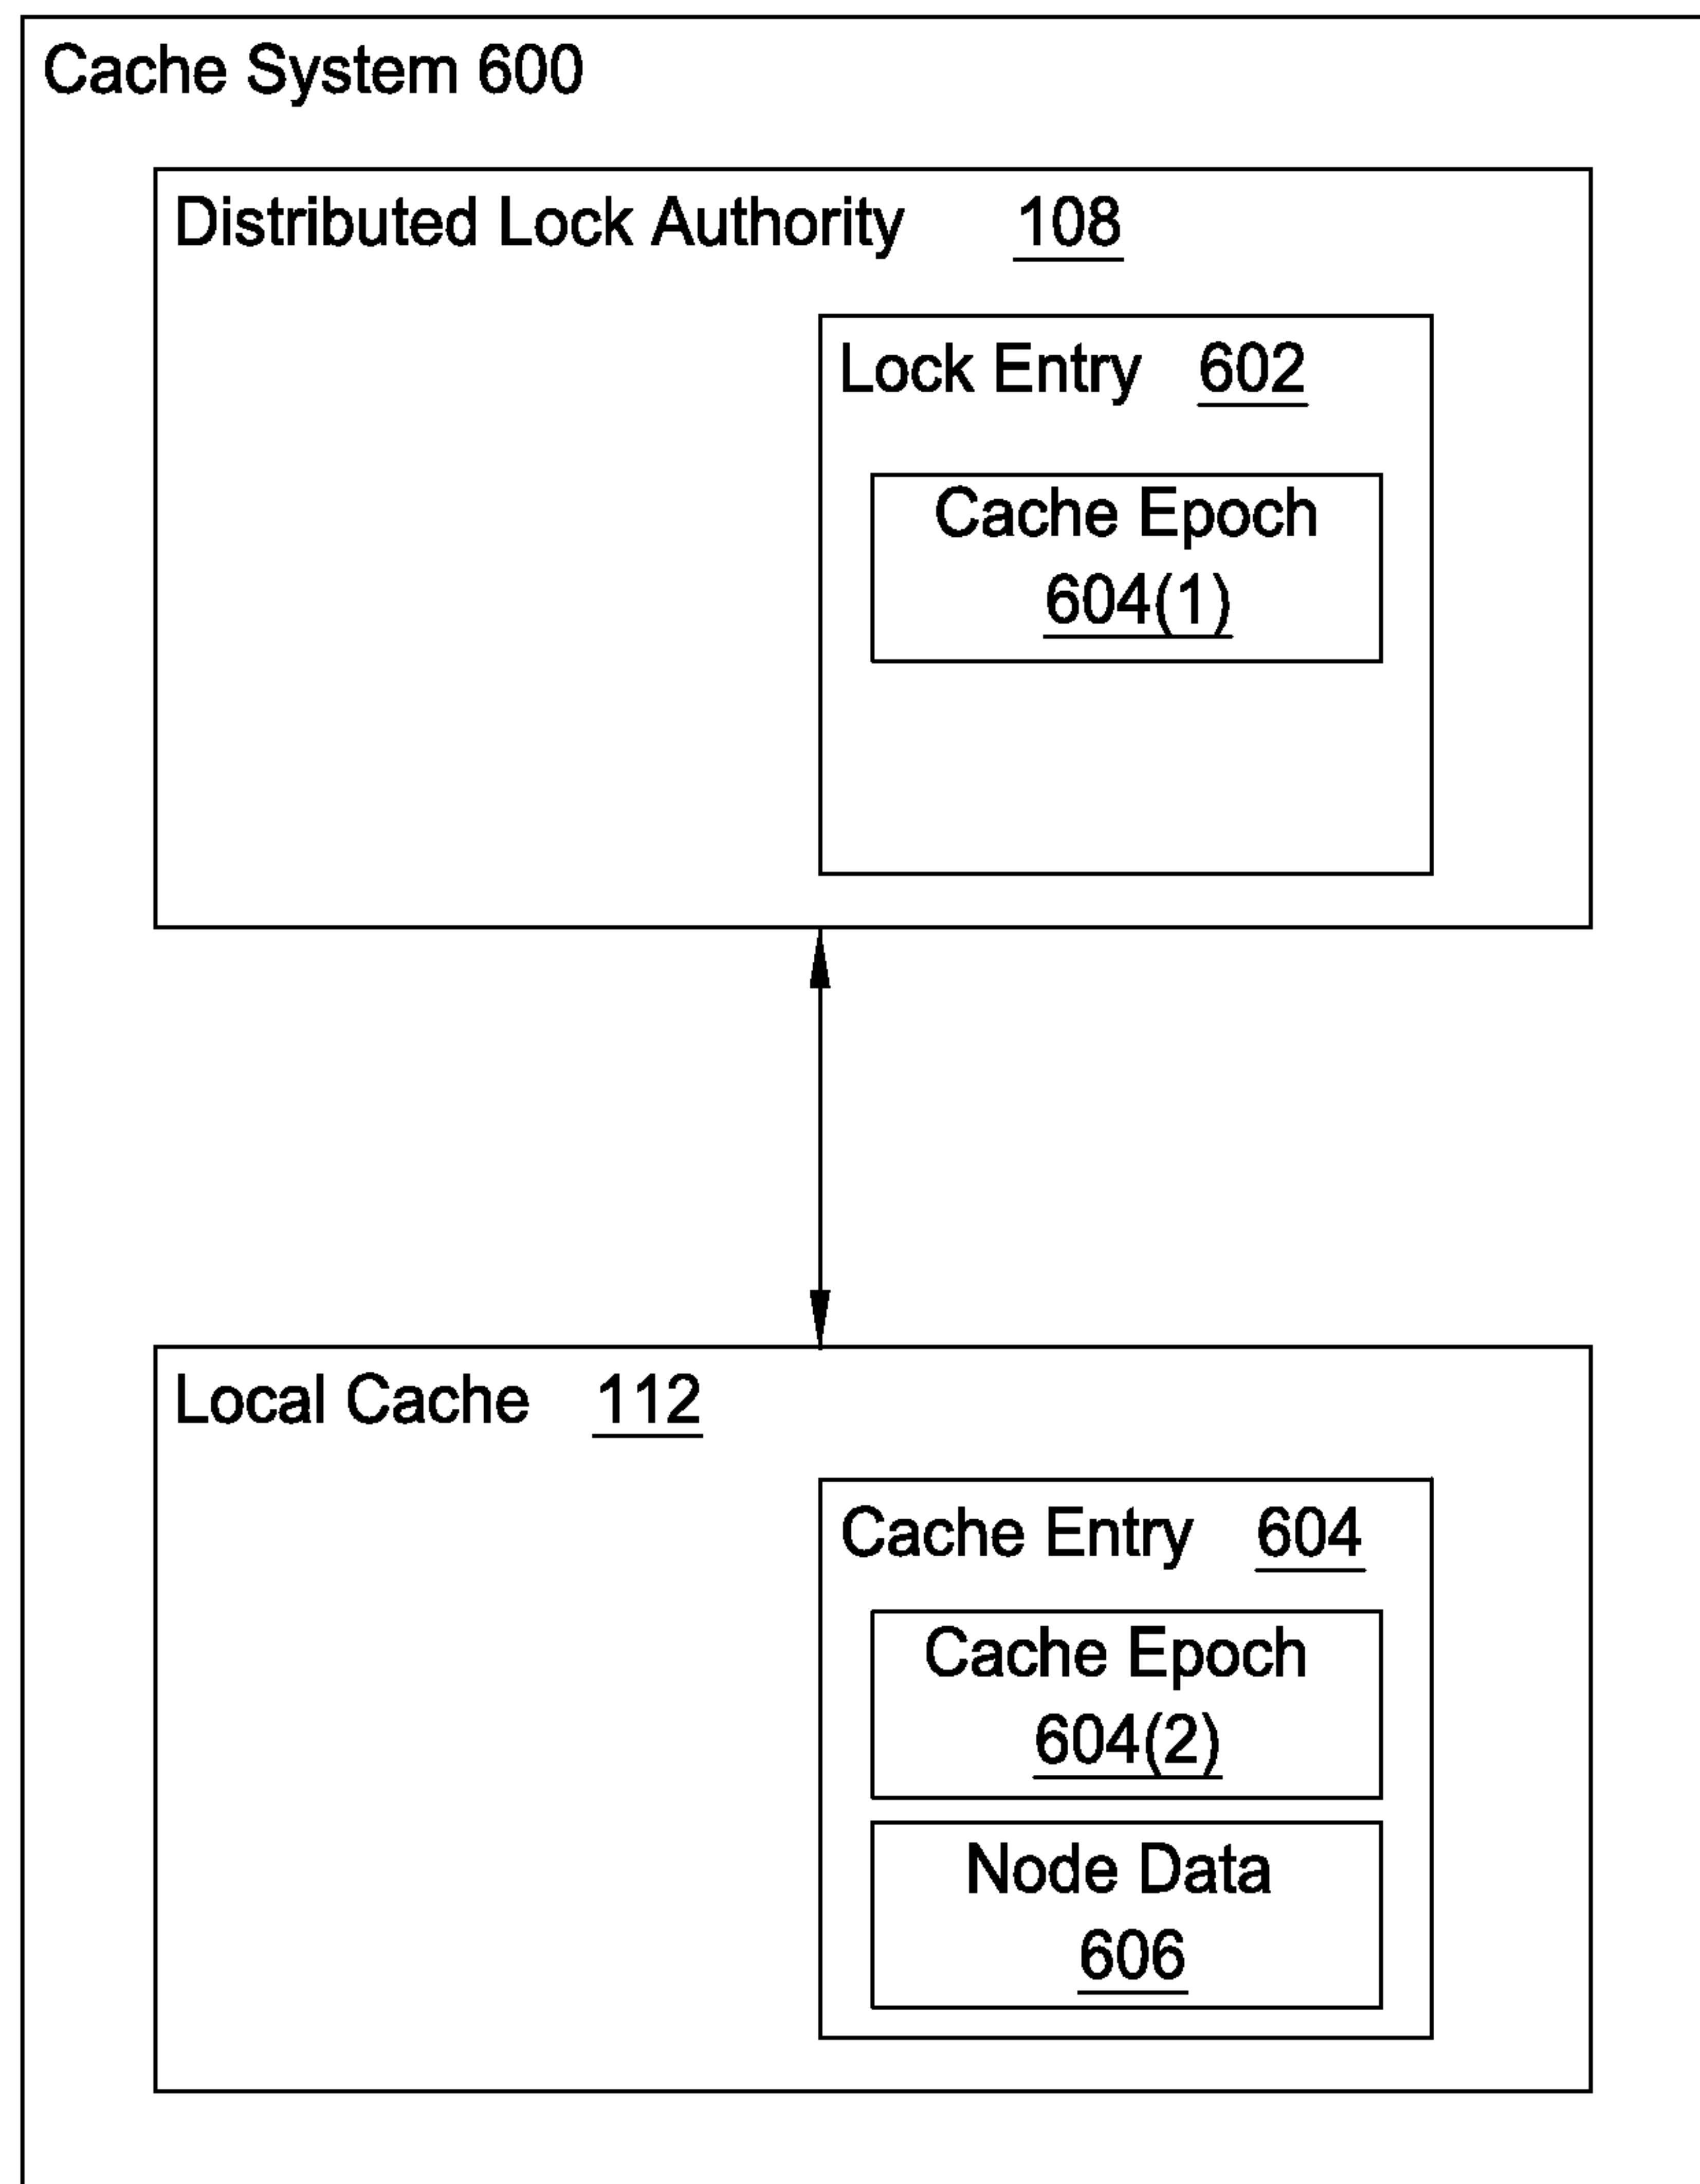 Cache System 600
Distributed Lock Authority 108
Lock Entry 602
Cache Epoch
604(1)
Local Cache 112
Cache Entry 604
Cache Epoch
604(2)
Node Data
606